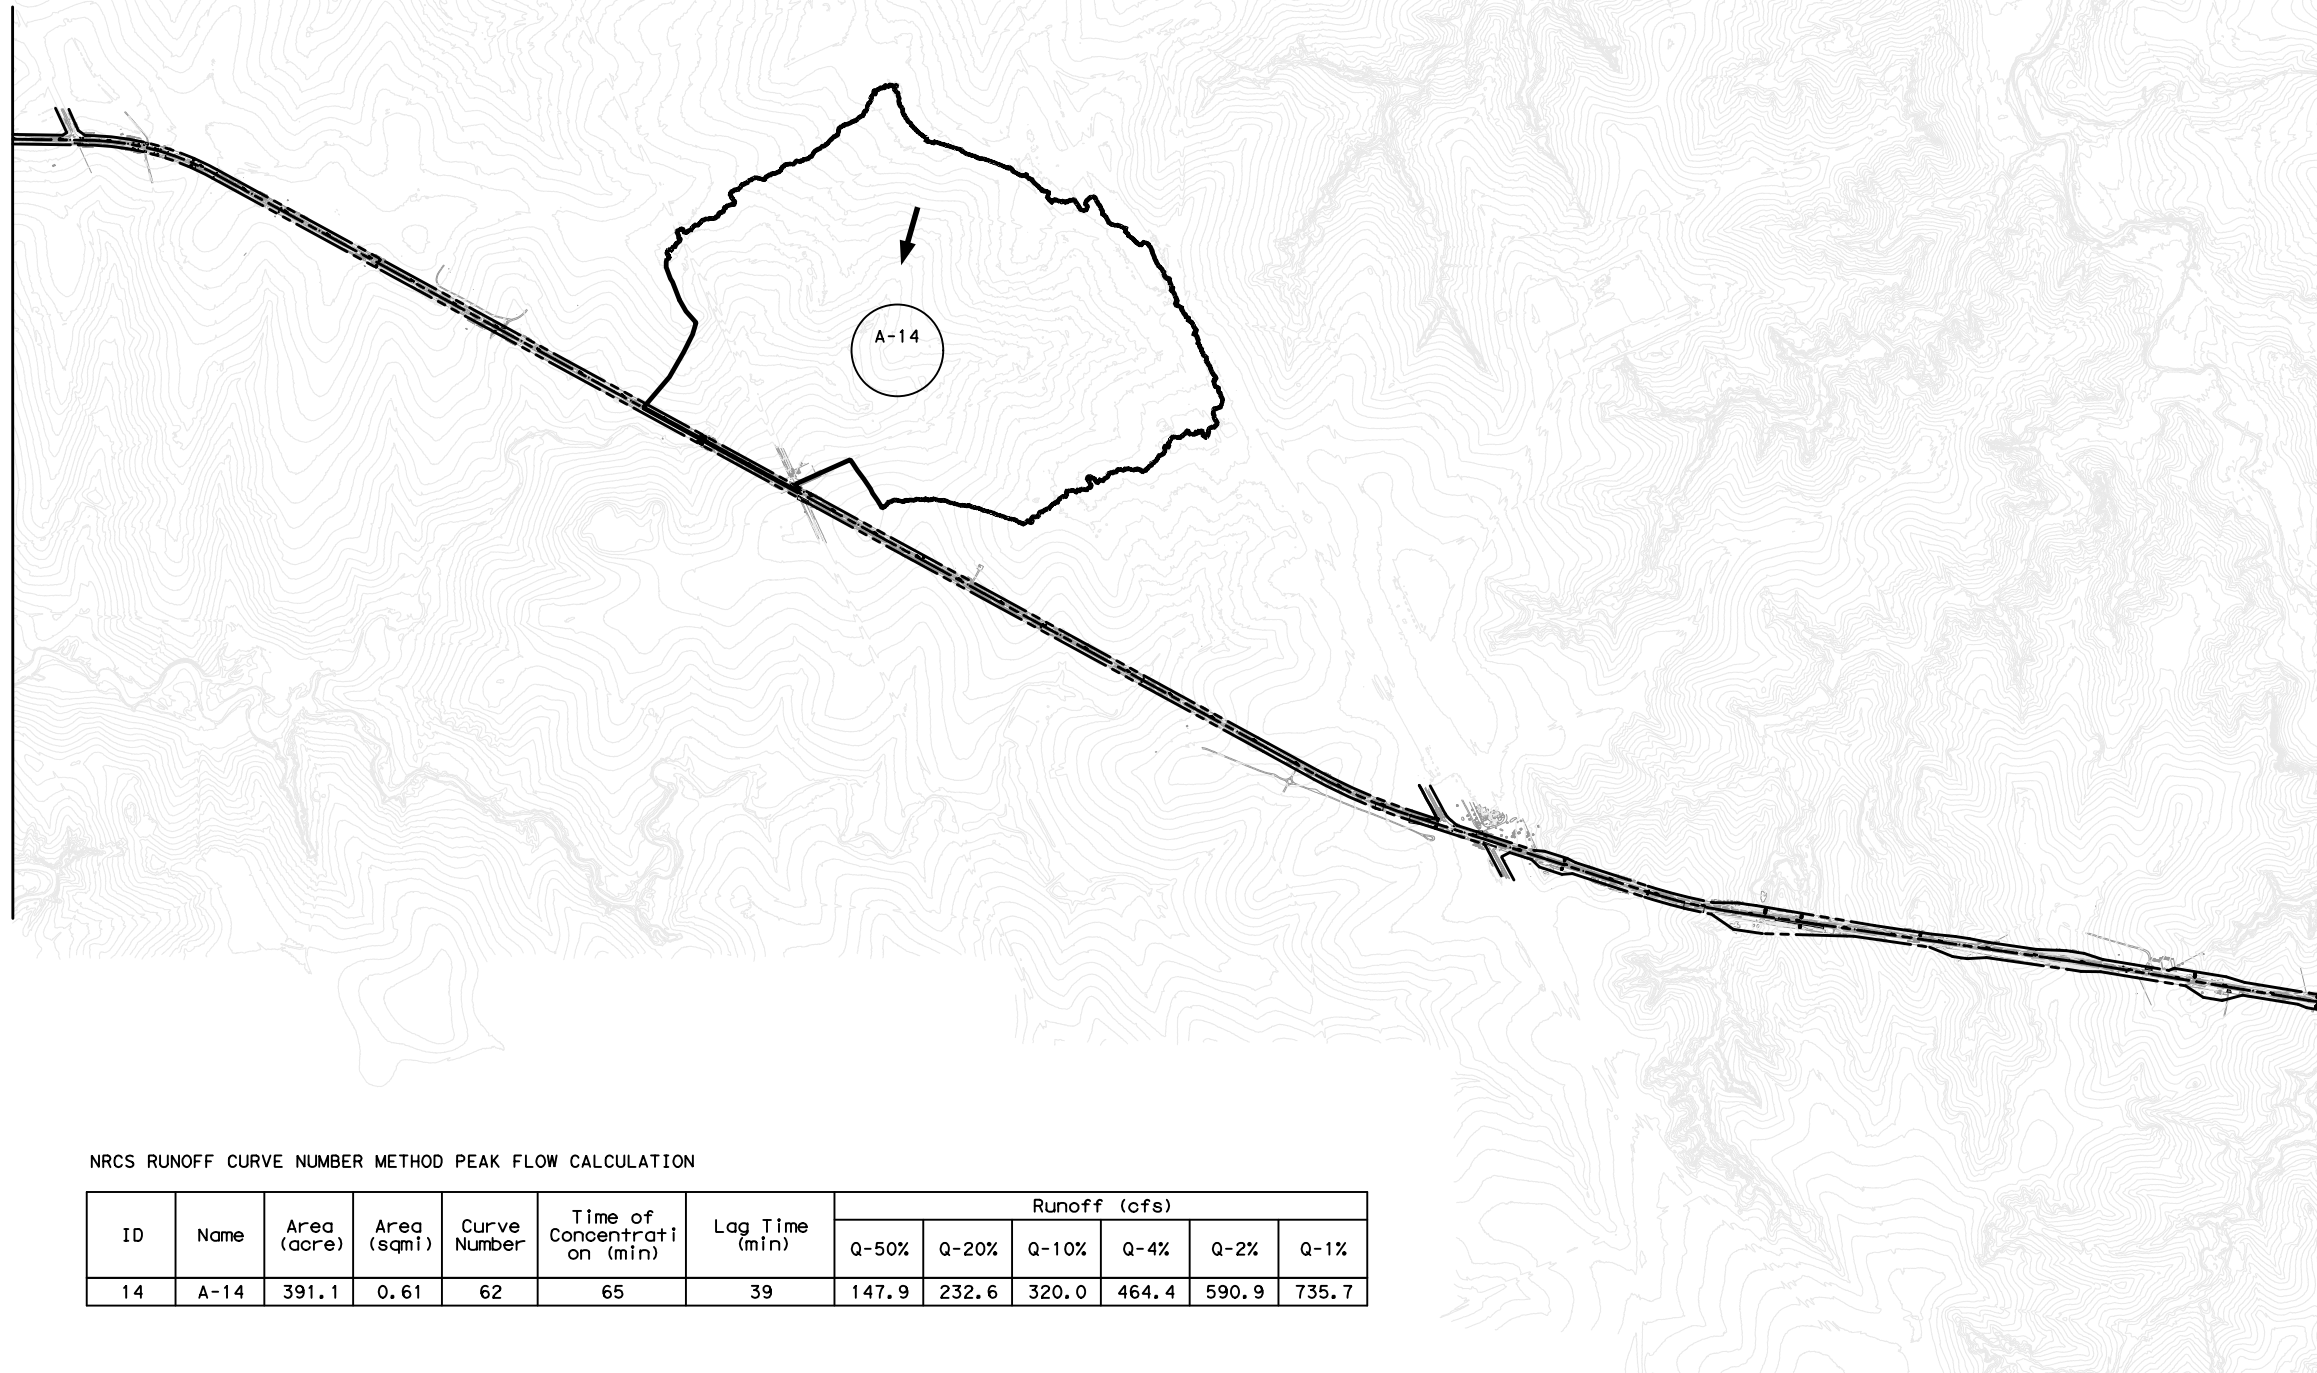 A-14
NRCS RUNOFF CURVE NUMBER METHOD PEAK FLOW CALCULATION
ID Name Area (acre) Area (sqmi) Curve Number Time of Concentrati on (min) Lag Time (min) Runoff (cfs)
Q-50% Q-20% Q-10% Q-4% Q-2% Q-1%
14 A-14 391.1 0.61 62 65 39 147.9 232.6 320.0 464.4 590.9 735.7